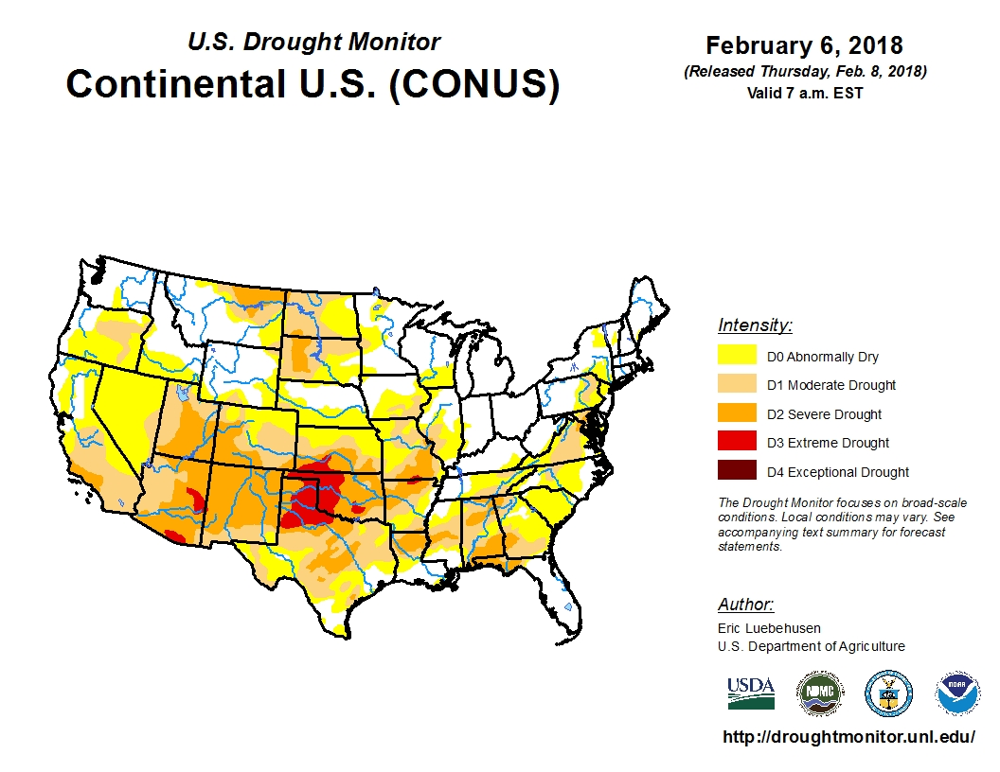 U.S. Drought Monitor
Continental U.S. (CONUS)
February 6, 2018
(Released Thursday, Feb. 8, 2018)
Valid 7 a.m. EST
Intensity:
D0 Abnormally Dry
D1 Moderate Drought
D2 Severe Drought
D3 Extreme Drought
D4 Exceptional Drought
The Drought Monitor focuses on broad-scale
conditions. Local conditions may vary. See
accompanying text summary for forecast
statements.
Author:
Eric Luebehusen
U.S. Department of Agriculture
USDA
NDMC
NOAA
http://droughtmonitor.unl.edu/